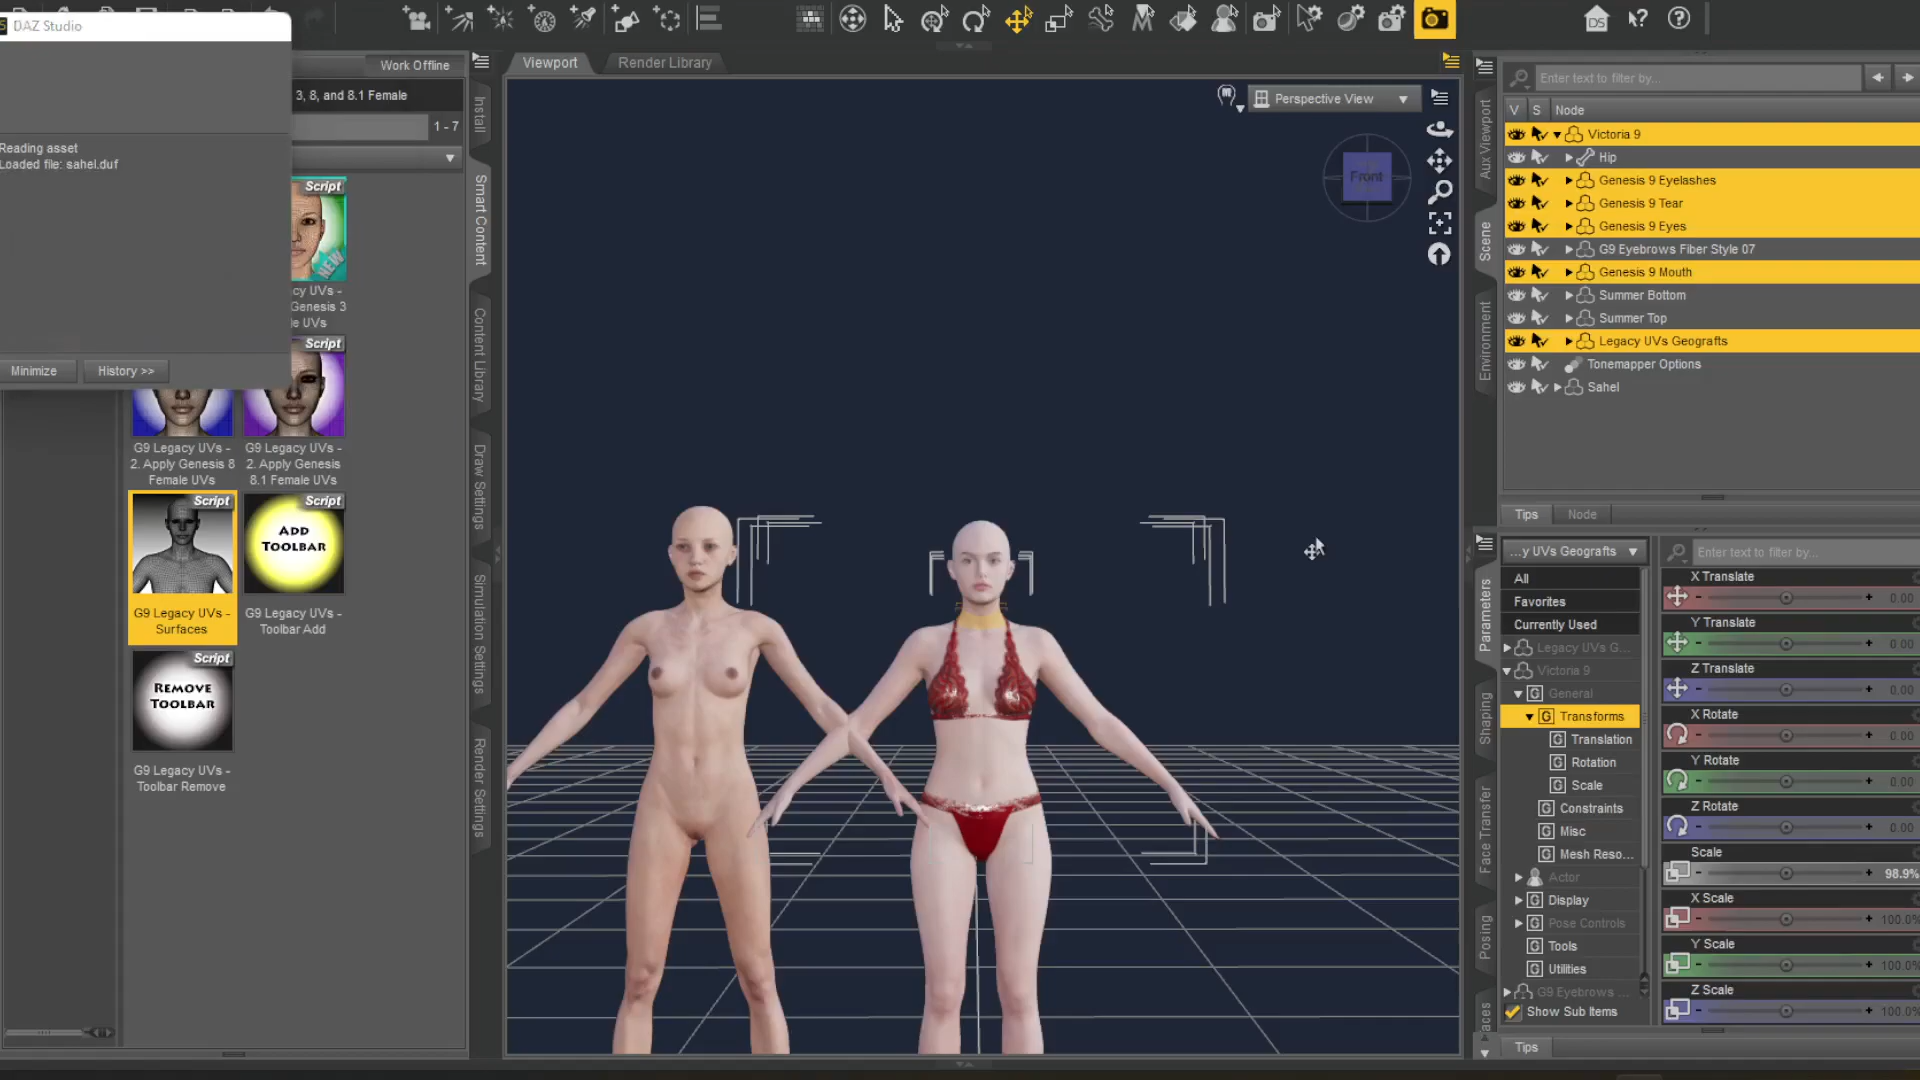 DAZ Studio
Work Offline
3, 8, and 8.1 Female
1 - 7
Reading asset
Loaded file: sahel.duf
Minimize
History >>
Script
NEW
cy UVs -
Genesis 3
le UVs
Script
G9 Legacy UVs -
2. Apply Genesis 8
Female UVs
G9 Legacy UVs -
2. Apply Genesis
8.1 Female UVs
Script
G9 Legacy UVs -
Surfaces
Script
ADD
TOOLBAR
G9 Legacy UVs -
Toolbar Add
Script
REMOVE
TOOLBAR
G9 Legacy UVs -
Toolbar Remove
Install
Smart Content
Content Library
Draw Settings
Simulation Settings
Render Settings
Viewport
Render Library
Perspective View
Front
DS
Aux Viewport
Scene
Environment
Enter text to filter by...
V
S
Node
Victoria 9
Hip
Genesis 9 Eyelashes
Genesis 9 Tear
Genesis 9 Eyes
G9 Eyebrows Fiber Style 07
Genesis 9 Mouth
Summer Bottom
Summer Top
Legacy UVs Geografts
Tonemapper Options
Sahel
Tips
Node
Parameters
Shaping
Face Transfer
Posing
aces
...y UVs Geografts
All
Favorites
Currently Used
Legacy UVs G...
Victoria 9
General
Transforms
Translation
Rotation
Scale
Constraints
Misc
Mesh Reso...
Actor
Display
Pose Controls
Tools
Utilities
G9 Eyebrows ...
Show Sub Items
Enter text to filter by...
X Translate
0.00
Y Translate
0.00
Z Translate
0.00
X Rotate
0.00
Y Rotate
0.00
Z Rotate
0.00
Scale
98.9%
X Scale
100.0%
Y Scale
100.0%
Z Scale
100.0%
Tips